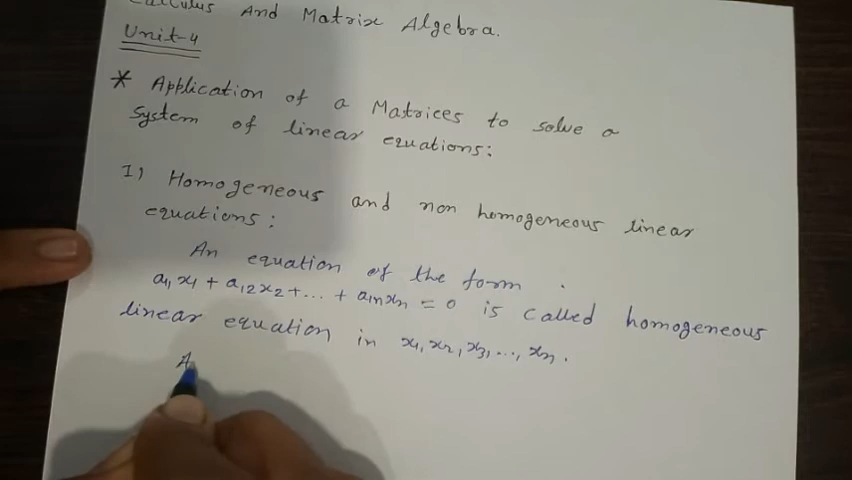 Calculus And Matrix Algebra.
Unit-4
* Application of a Matrices to solve a
system of linear equations:
I) Homogeneous and non homogeneous linear
equations:
An equation of the form
a₁₁x₁ + a₁₂x₂ + ... + a₁ₙxₙ = 0 is called homogeneous
linear equation in x₁, x₂, x₃, ..., xₙ.
A